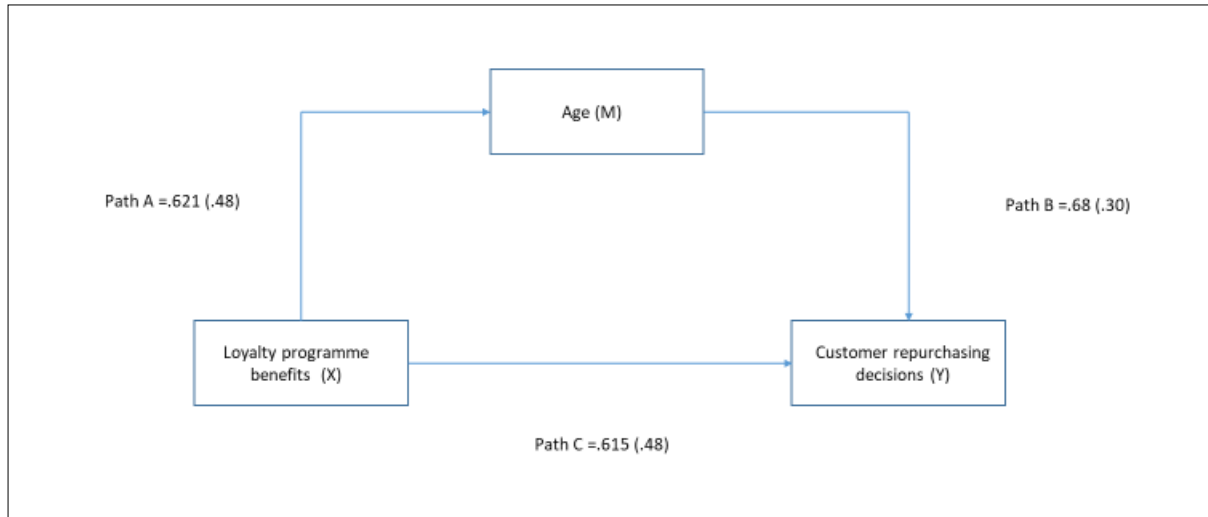 Age (M)
Path A =.621 (.48)
Path B =.68 (.30)
Loyalty programme
benefits (X)
Customer repurchasing
decisions (Y)
Path C =.615 (.48)